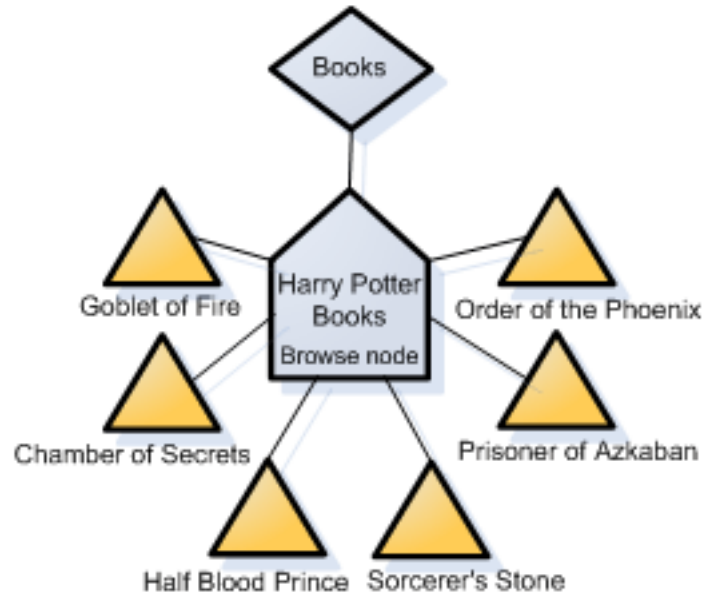 Books
Harry Potter
Books
Browse node
Goblet of Fire
Order of the Phoenix
Chamber of Secrets
Prisoner of Azkaban
Half Blood Prince
Sorcerer's Stone